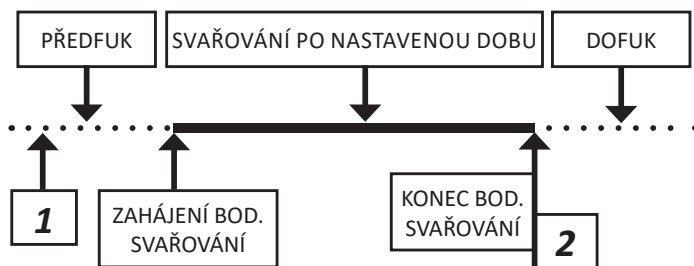 PŘEDFUK
SVAŘOVÁNÍ PO NASTAVENOU DOBU
DOFUK
1
ZAHÁJENÍ BOD.
SVAŘOVÁNÍ
KONEC BOD.
SVAŘOVÁNÍ
2